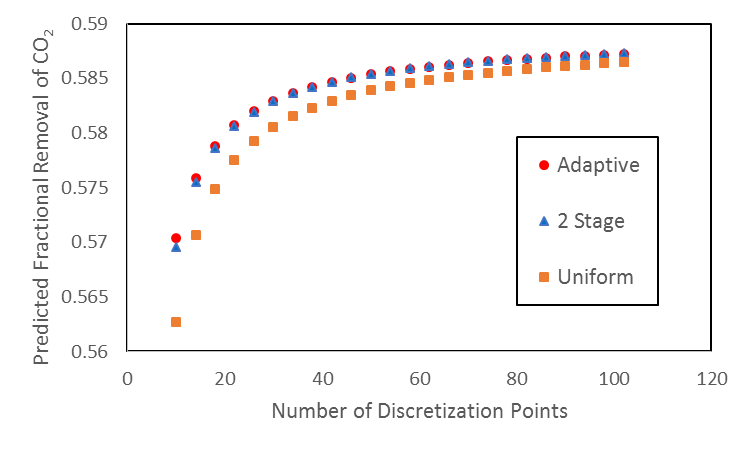 Predicted Fractional Removal of CO₂
0.59
0.585
0.58
0.575
0.57
0.565
0.56
Adaptive
2 Stage
Uniform
0 20 40 60 80 100 120
Number of Discretization Points